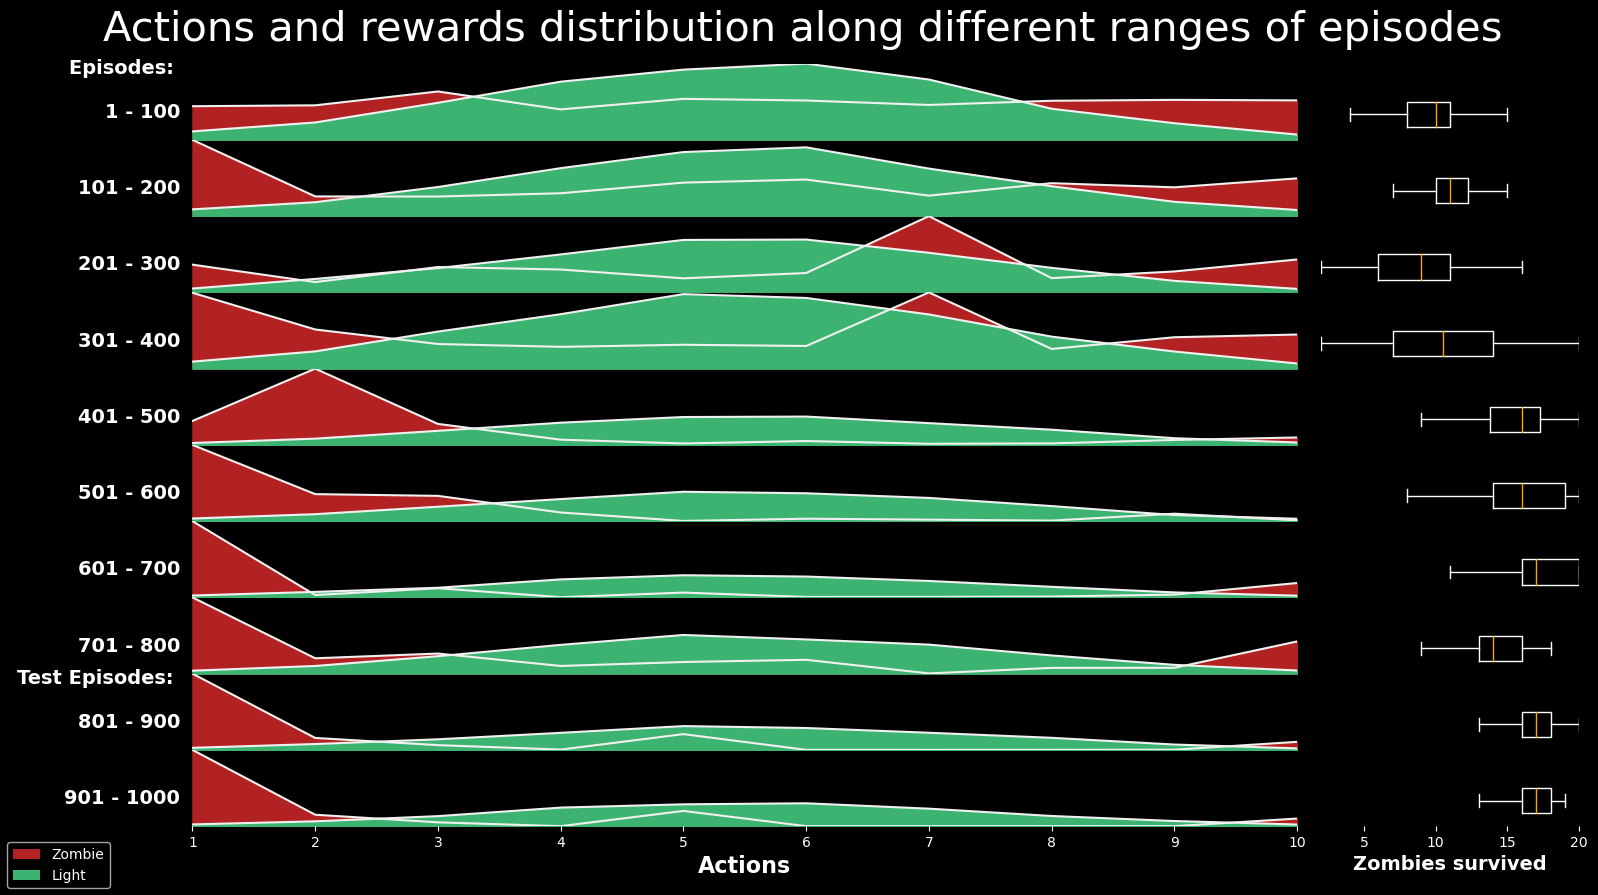 Actions and rewards distribution along different ranges of episodes
Episodes:
1 - 100
101 - 200
201 - 300
301 - 400
401 - 500
501 - 600
601 - 700
701 - 800
Test Episodes:
801 - 900
901 - 1000
1 2 3 4 5 6 7 8 9 10
5 10 15 20
Actions
Zombies survived
Zombie
Light